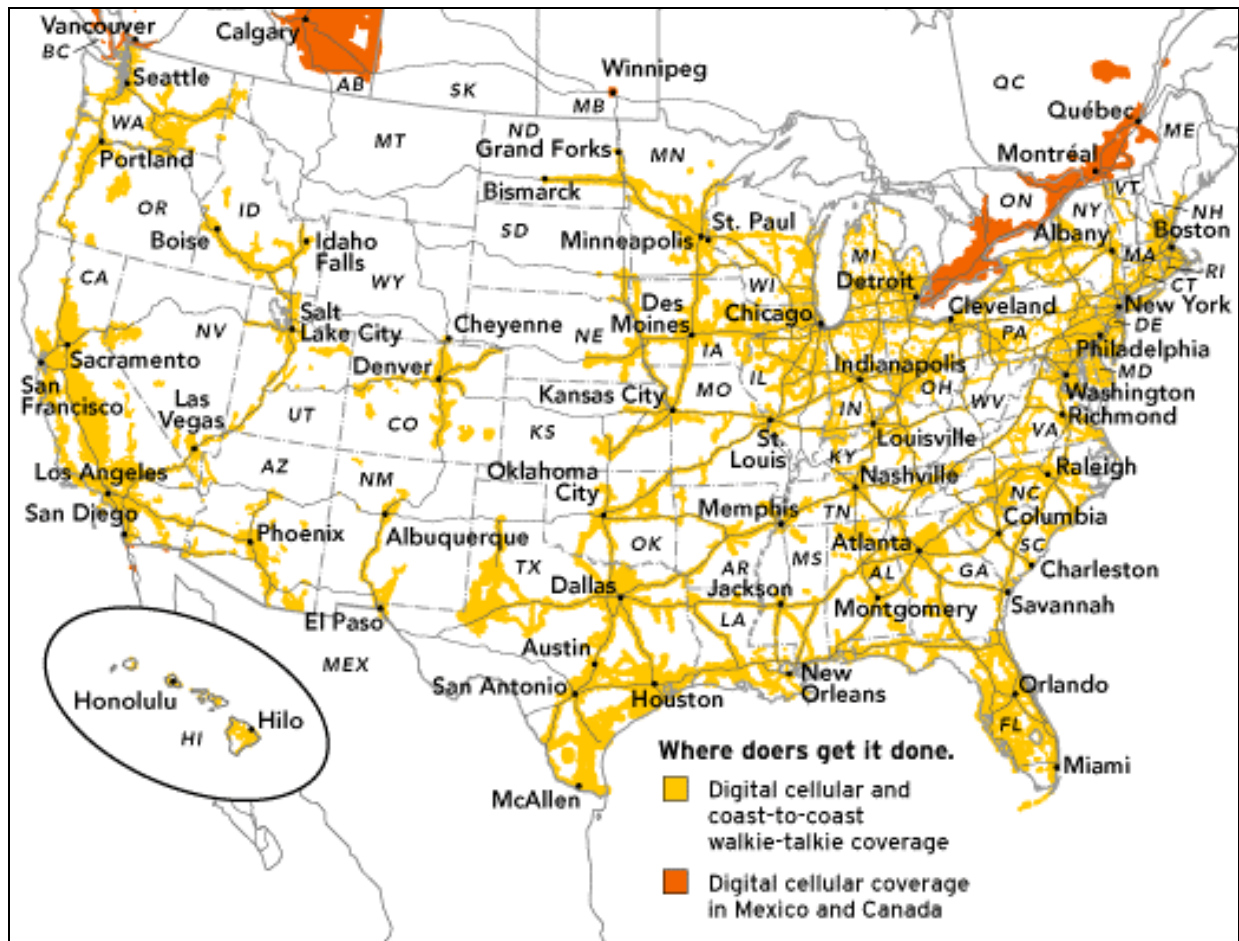 Vancouver
Calgary
BC
Seattle
AB
SK
Winnipeg
MB
QC
Québec
WA
MT
ND
Grand Forks
MN
ME
Portland
Montréal
Bismarck
VT
OR
ID
ON
NY
NH
Boise
Idaho
Falls
SD
St. Paul
Minneapolis
Albany
Boston
MA
CA
WY
MI
WI
Detroit
RI
CT
NV
Salt
Lake City
Cheyenne
NE
Des
Moines
Chicago
Cleveland
New York
Sacramento
IA
PA
DE
Philadelphia
San
Francisco
Denver
Indianapolis
MD
Las
Vegas
UT
CO
Kansas City
MO
IL
OH
Washington
IN
WV
Richmond
KS
St.
Louis
Louisville
VA
Los Angeles
AZ
NM
Oklahoma
City
KY
Nashville
Raleigh
San Diego
Memphis
TN
NC
Columbia
Phoenix
Albuquerque
OK
MS
Atlanta
SC
TX
Dallas
AR
Jackson
AL
GA
Charleston
El Paso
LA
Montgomery
Savannah
MEX
Austin
Honolulu
San Antonio
Houston
New
Orleans
Orlando
Hilo
HI
FL
Where doers get it done.
McAllen
Miami
Digital cellular and
coast-to-coast
walkie-talkie coverage
Digital cellular coverage
in Mexico and Canada